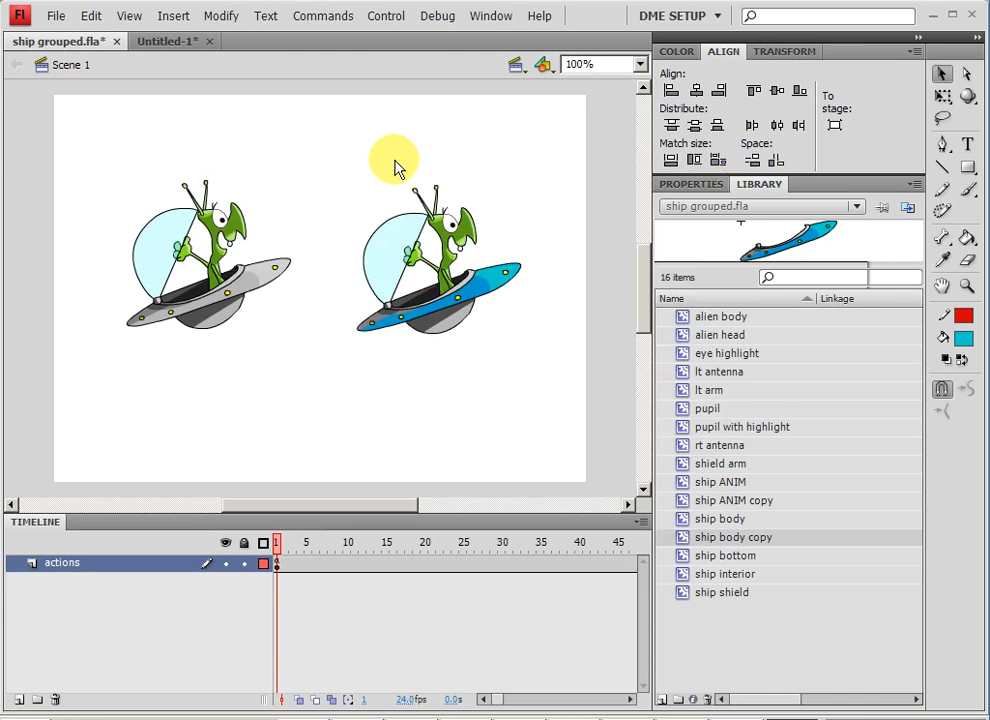 Fl File Edit View Insert Modify Text Commands Control Debug Window Help DME SETUP
ship grouped.fla* Untitled-1*
Scene 1 100%
COLOR ALIGN TRANSFORM
Align:
To stage:
Distribute:
Match size: Space:
PROPERTIES LIBRARY
ship grouped.fla
16 items
Name Linkage
alien body
alien head
eye highlight
lt antenna
lt arm
pupil
pupil with highlight
rt antenna
shield arm
ship ANIM
ship ANIM copy
ship body
ship body copy
ship bottom
ship interior
ship shield
TIMELINE
1 5 10 15 20 25 30 35 40 45
actions
a
1 24.0fps 0.0s